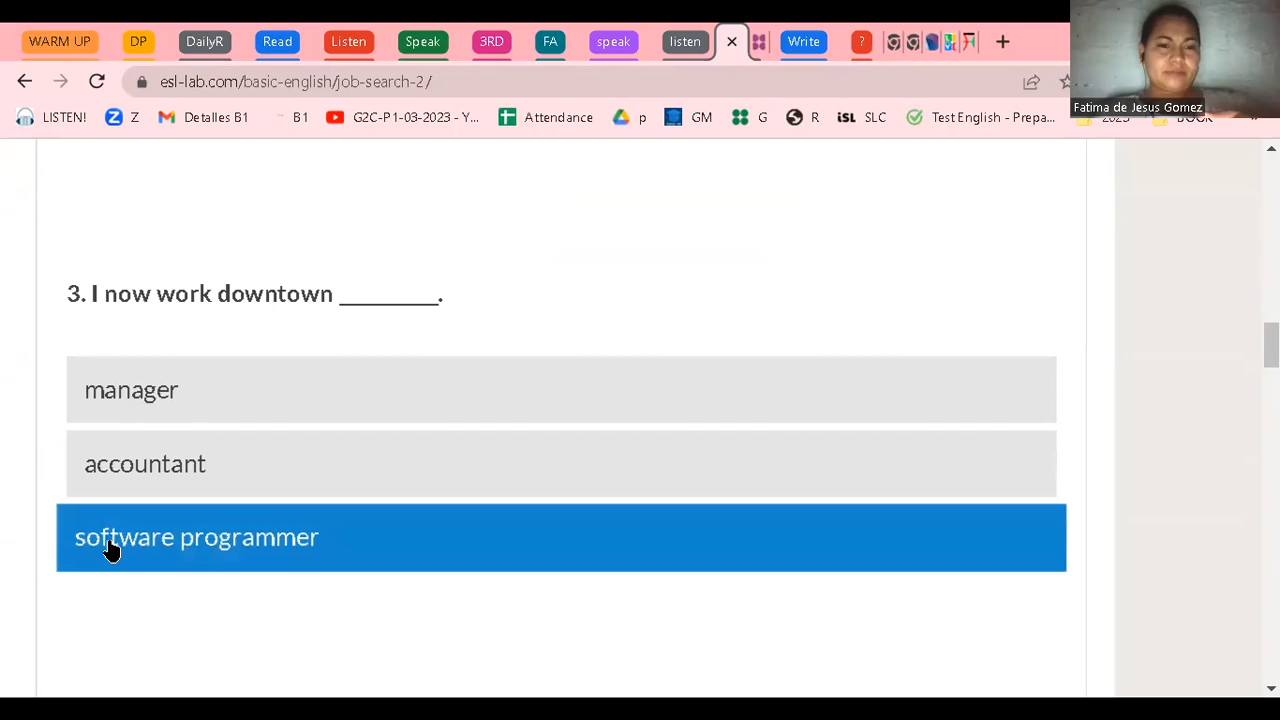 WARM UP DP DailyR Read Listen Speak 3RD FA speak listen Write ?
esl-lab.com/basic-english/job-search-2/
Fatima de Jesus Gomez
LISTEN! Z Detalles B1 B1 G2C-P1-03-2023 - Y... Attendance p GM G R iSL SLC Test English - Prepa...
3. I now work downtown _________.
manager
accountant
software programmer